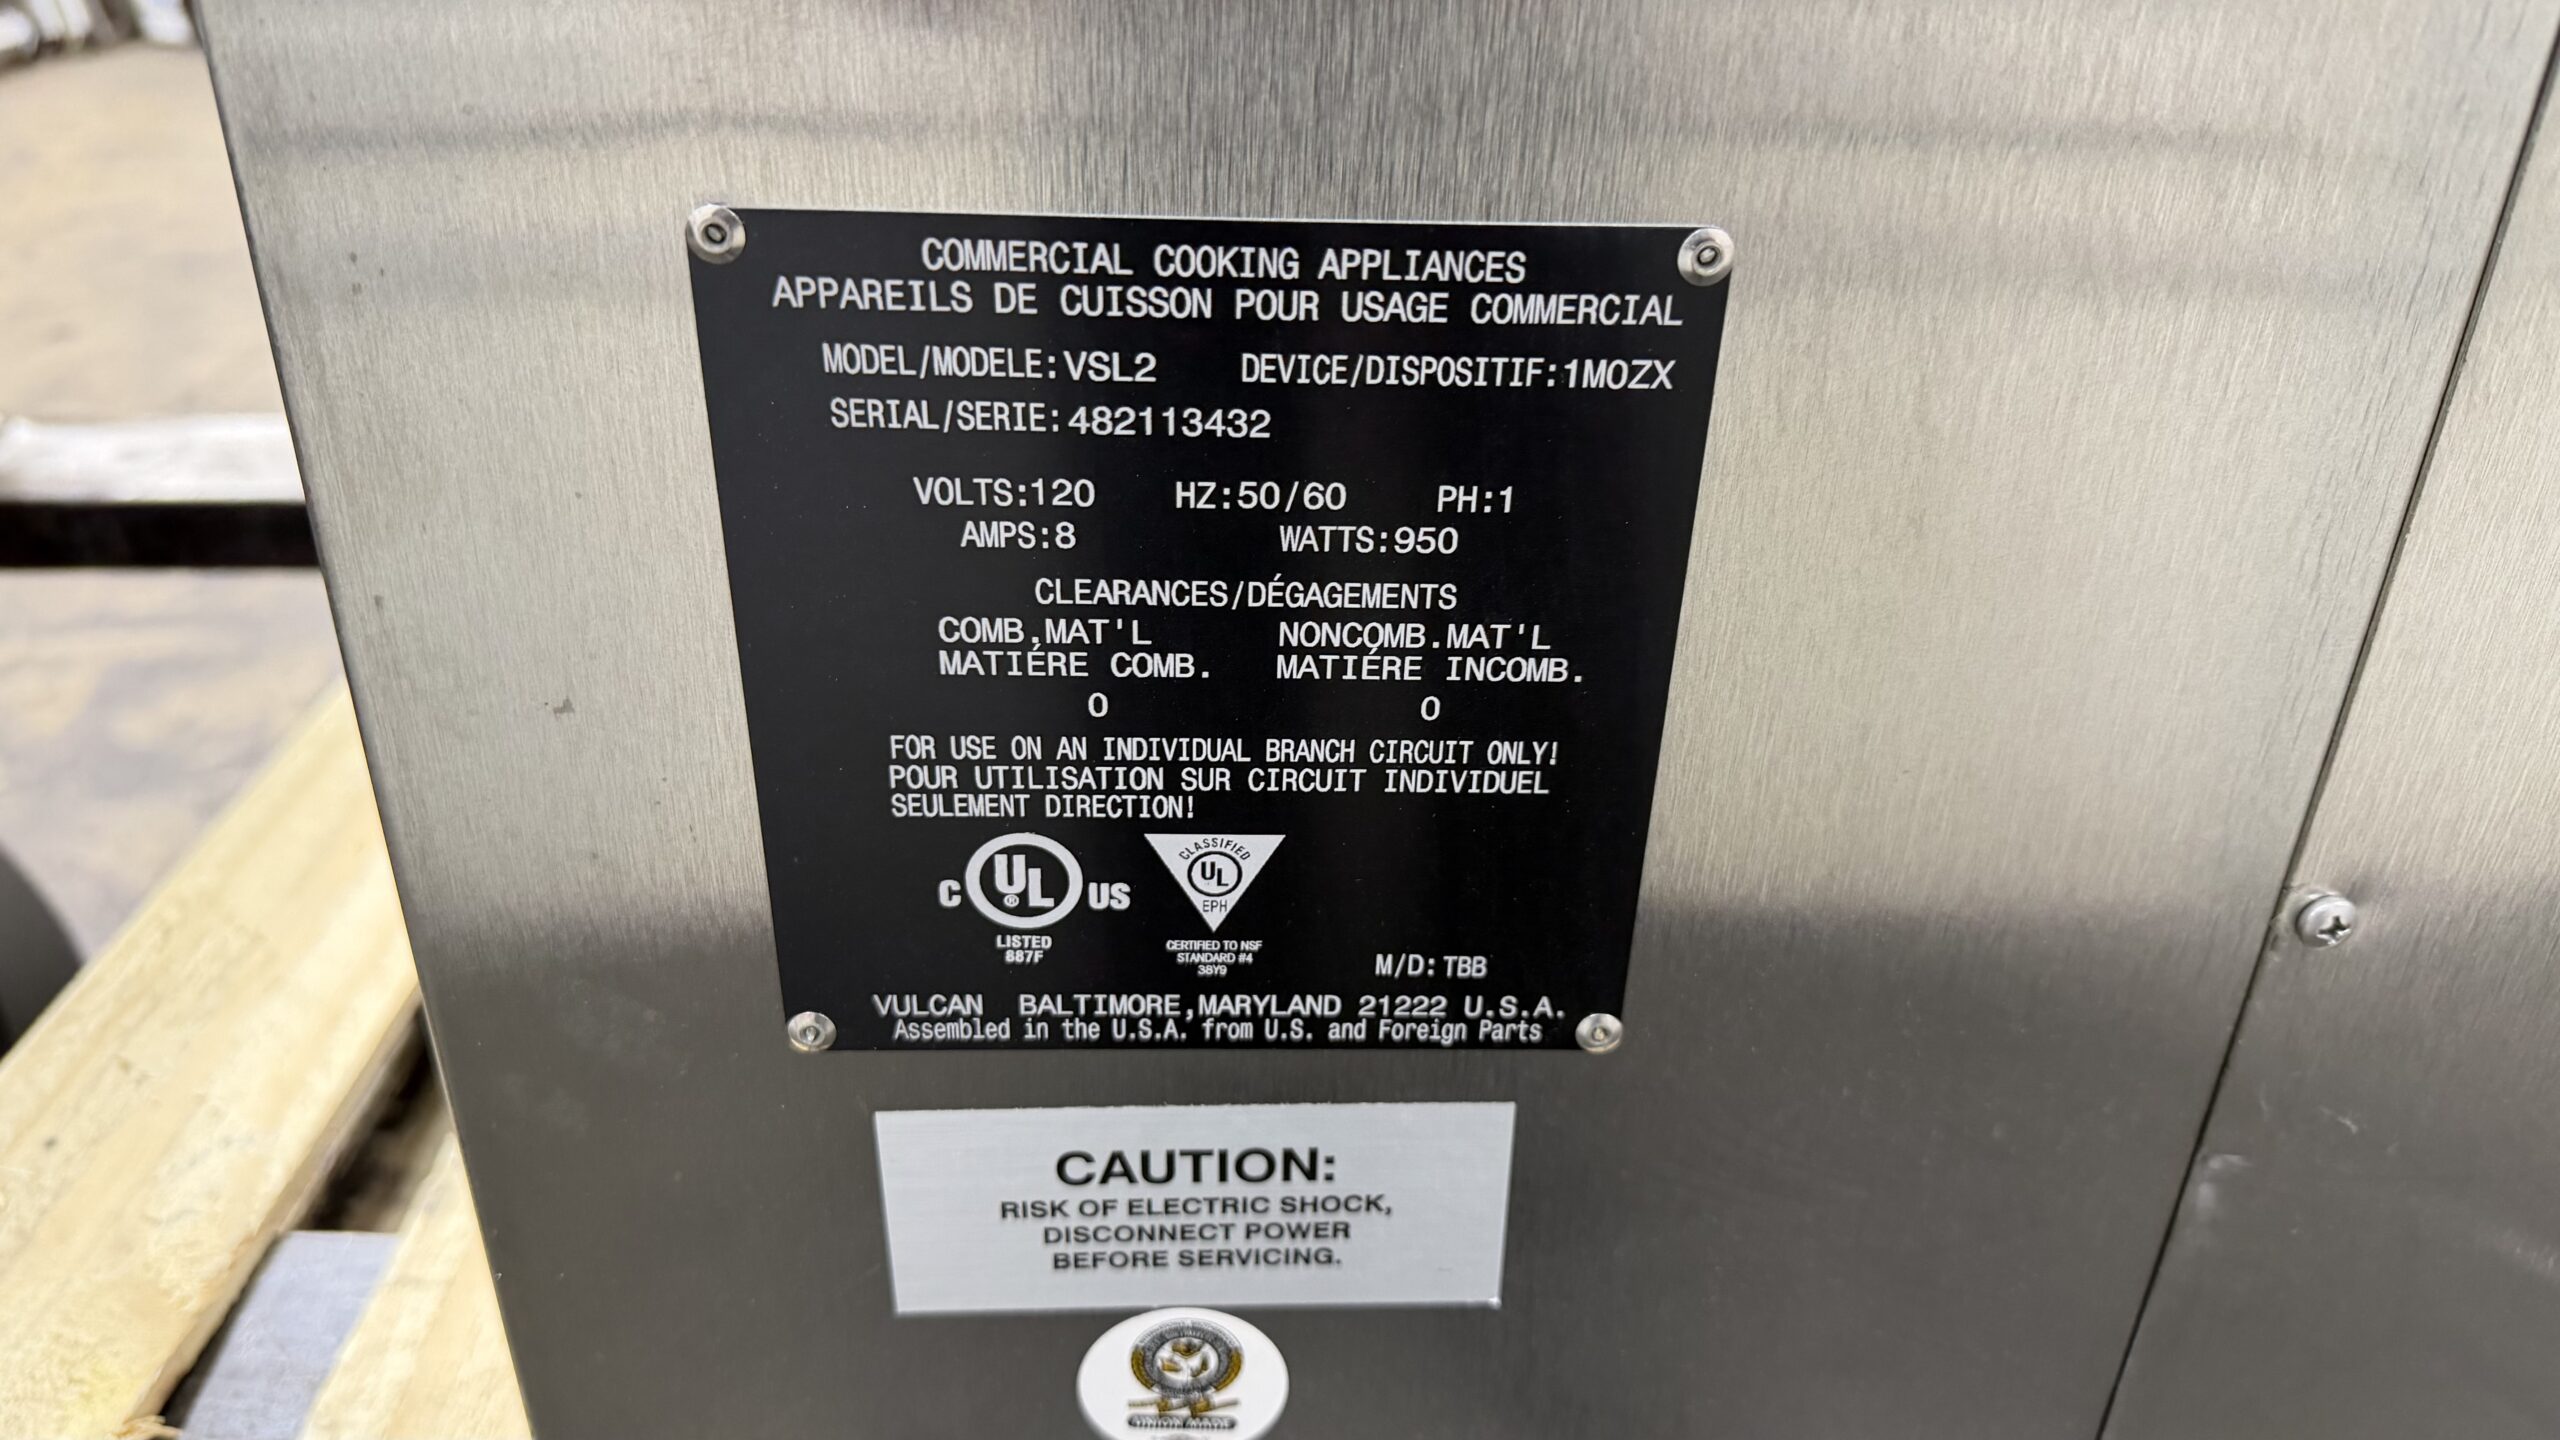 COMMERCIAL COOKING APPLIANCES
APPAREILS DE CUISSON POUR USAGE COMMERCIAL
MODEL/MODELE: VSL2 DEVICE/DISPOSITIF: 1M0ZX
SERIAL/SERIE: 482113432
VOLTS:120 HZ:50/60 PH:1
AMPS:8 WATTS:950
CLEARANCES/DÉGAGEMENTS
COMB.MAT'L NONCOMB.MAT'L
MATIÉRE COMB. MATIÉRE INCOMB.
0 0
FOR USE ON AN INDIVIDUAL BRANCH CIRCUIT ONLY!
POUR UTILISATION SUR CIRCUIT INDIVIDUEL
SEULEMENT DIRECTION!
C UL® US
LISTED
887F
CLASSIFIED
UL
EPH
CERTIFIED TO NSF
STANDARD #4
38Y9
M/D: TBB
VULCAN BALTIMORE, MARYLAND 21222 U.S.A.
Assembled in the U.S.A. from U.S. and Foreign Parts
CAUTION:
RISK OF ELECTRIC SHOCK,
DISCONNECT POWER
BEFORE SERVICING.
UNION MADE